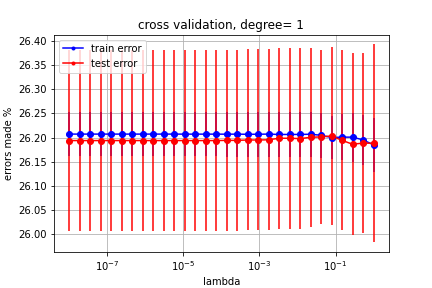 cross validation, degree= 1
train error
test error
errors made %
26.40
26.35
26.30
26.25
26.20
26.15
26.10
26.05
26.00
10⁻⁷
10⁻⁵
10⁻³
10⁻¹
lambda